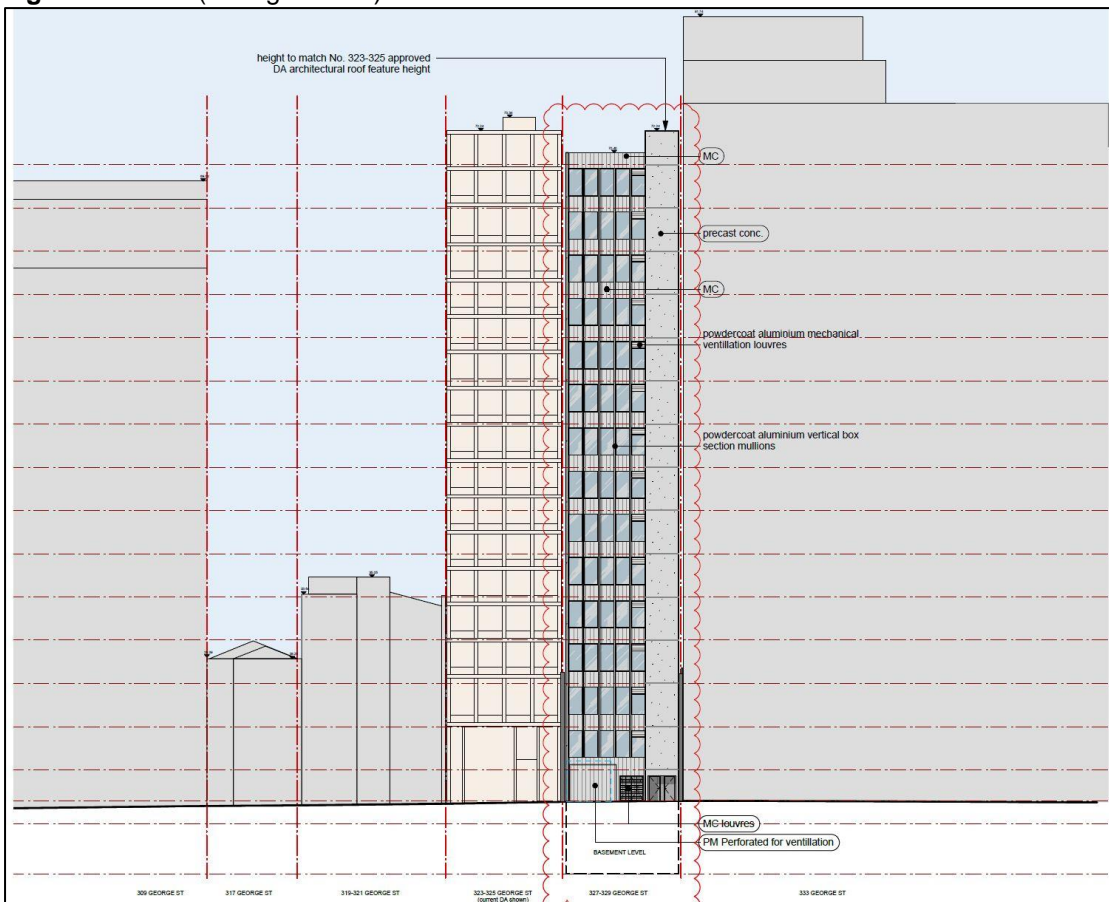 height to match No. 323-325 approved
DA architectural roof feature height
MC
precast conc.
MC
powdercoat aluminium mechanical
ventillation louvres
powdercoat aluminium vertical box
section mullions
MC louvres
PM Perforated for ventillation
BASEMENT LEVEL
309 GEORGE ST
317 GEORGE ST
319-321 GEORGE ST
323-325 GEORGE ST
(current DA shown)
327-329 GEORGE ST
333 GEORGE ST